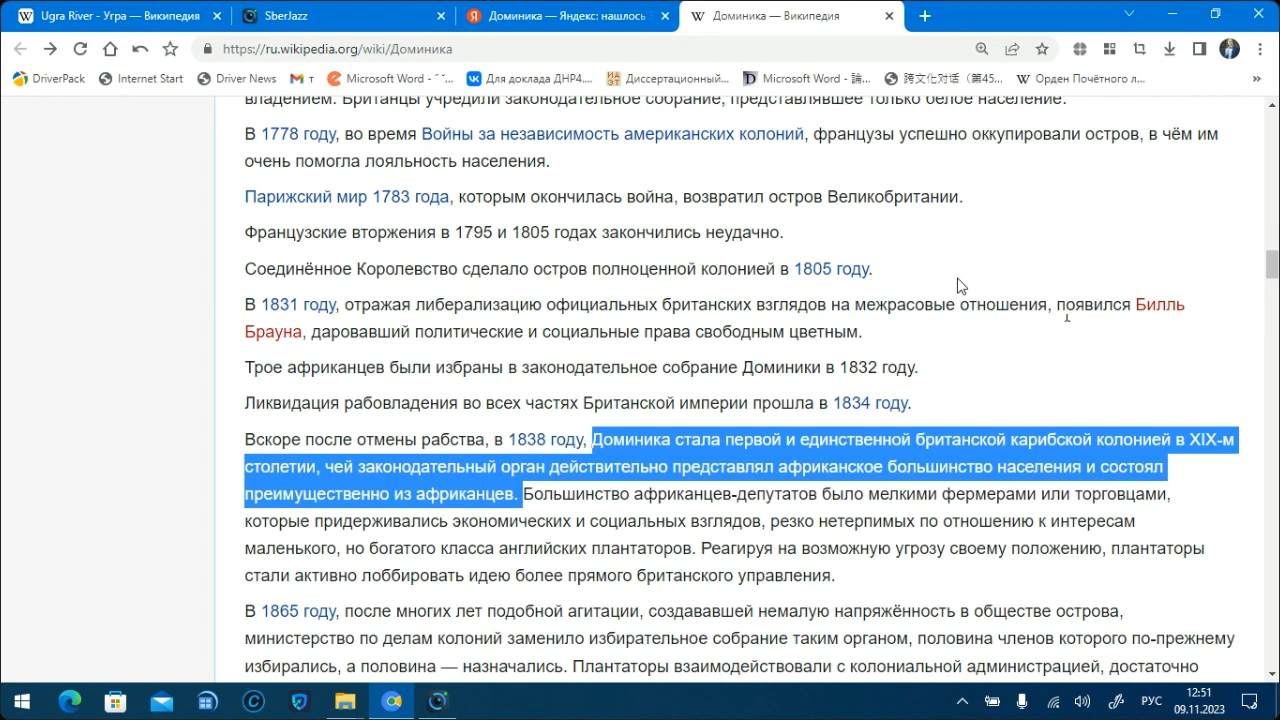 Ugra River - Угра — Википедия
SberJazz
Доминика — Яндекс: нашлось
Доминика — Википедия
https://ru.wikipedia.org/wiki/Доминика
DriverPack
Internet Start
Driver News
т
Microsoft Word -
Для доклада ДНР4....
Диссертационный...
Microsoft Word - 論...
跨文化对话（第45...
Орден Почётного л...
»
владением. Британцы учредили законодательное собрание, представлявшее только белое население.
В 1778 году, во время Войны за независимость американских колоний, французы успешно оккупировали остров, в чём им
очень помогла лояльность населения.
Парижский мир 1783 года, которым окончилась война, возвратил остров Великобритании.
Французские вторжения в 1795 и 1805 годах закончились неудачно.
Соединённое Королевство сделало остров полноценной колонией в 1805 году.
В 1831 году, отражая либерализацию официальных британских взглядов на межрасовые отношения, появился Билль
Брауна, даровавший политические и социальные права свободным цветным.
Трое африканцев были избраны в законодательное собрание Доминики в 1832 году.
Ликвидация рабовладения во всех частях Британской империи прошла в 1834 году.
Вскоре после отмены рабства, в 1838 году, Доминика стала первой и единственной британской карибской колонией в XIX-м
столетии, чей законодательный орган действительно представлял африканское большинство населения и состоял
преимущественно из африканцев. Большинство африканцев-депутатов было мелкими фермерами или торговцами,
которые придерживались экономических и социальных взглядов, резко нетерпимых по отношению к интересам
маленького, но богатого класса английских плантаторов. Реагируя на возможную угрозу своему положению, плантаторы
стали активно лоббировать идею более прямого британского управления.
В 1865 году, после многих лет подобной агитации, создававшей немалую напряжённость в обществе острова,
министерство по делам колоний заменило избирательное собрание таким органом, половина членов которого по-прежнему
избирались, а половина — назначались. Плантаторы взаимодействовали с колониальной администрацией, достаточно
РУС
12:51
09.11.2023